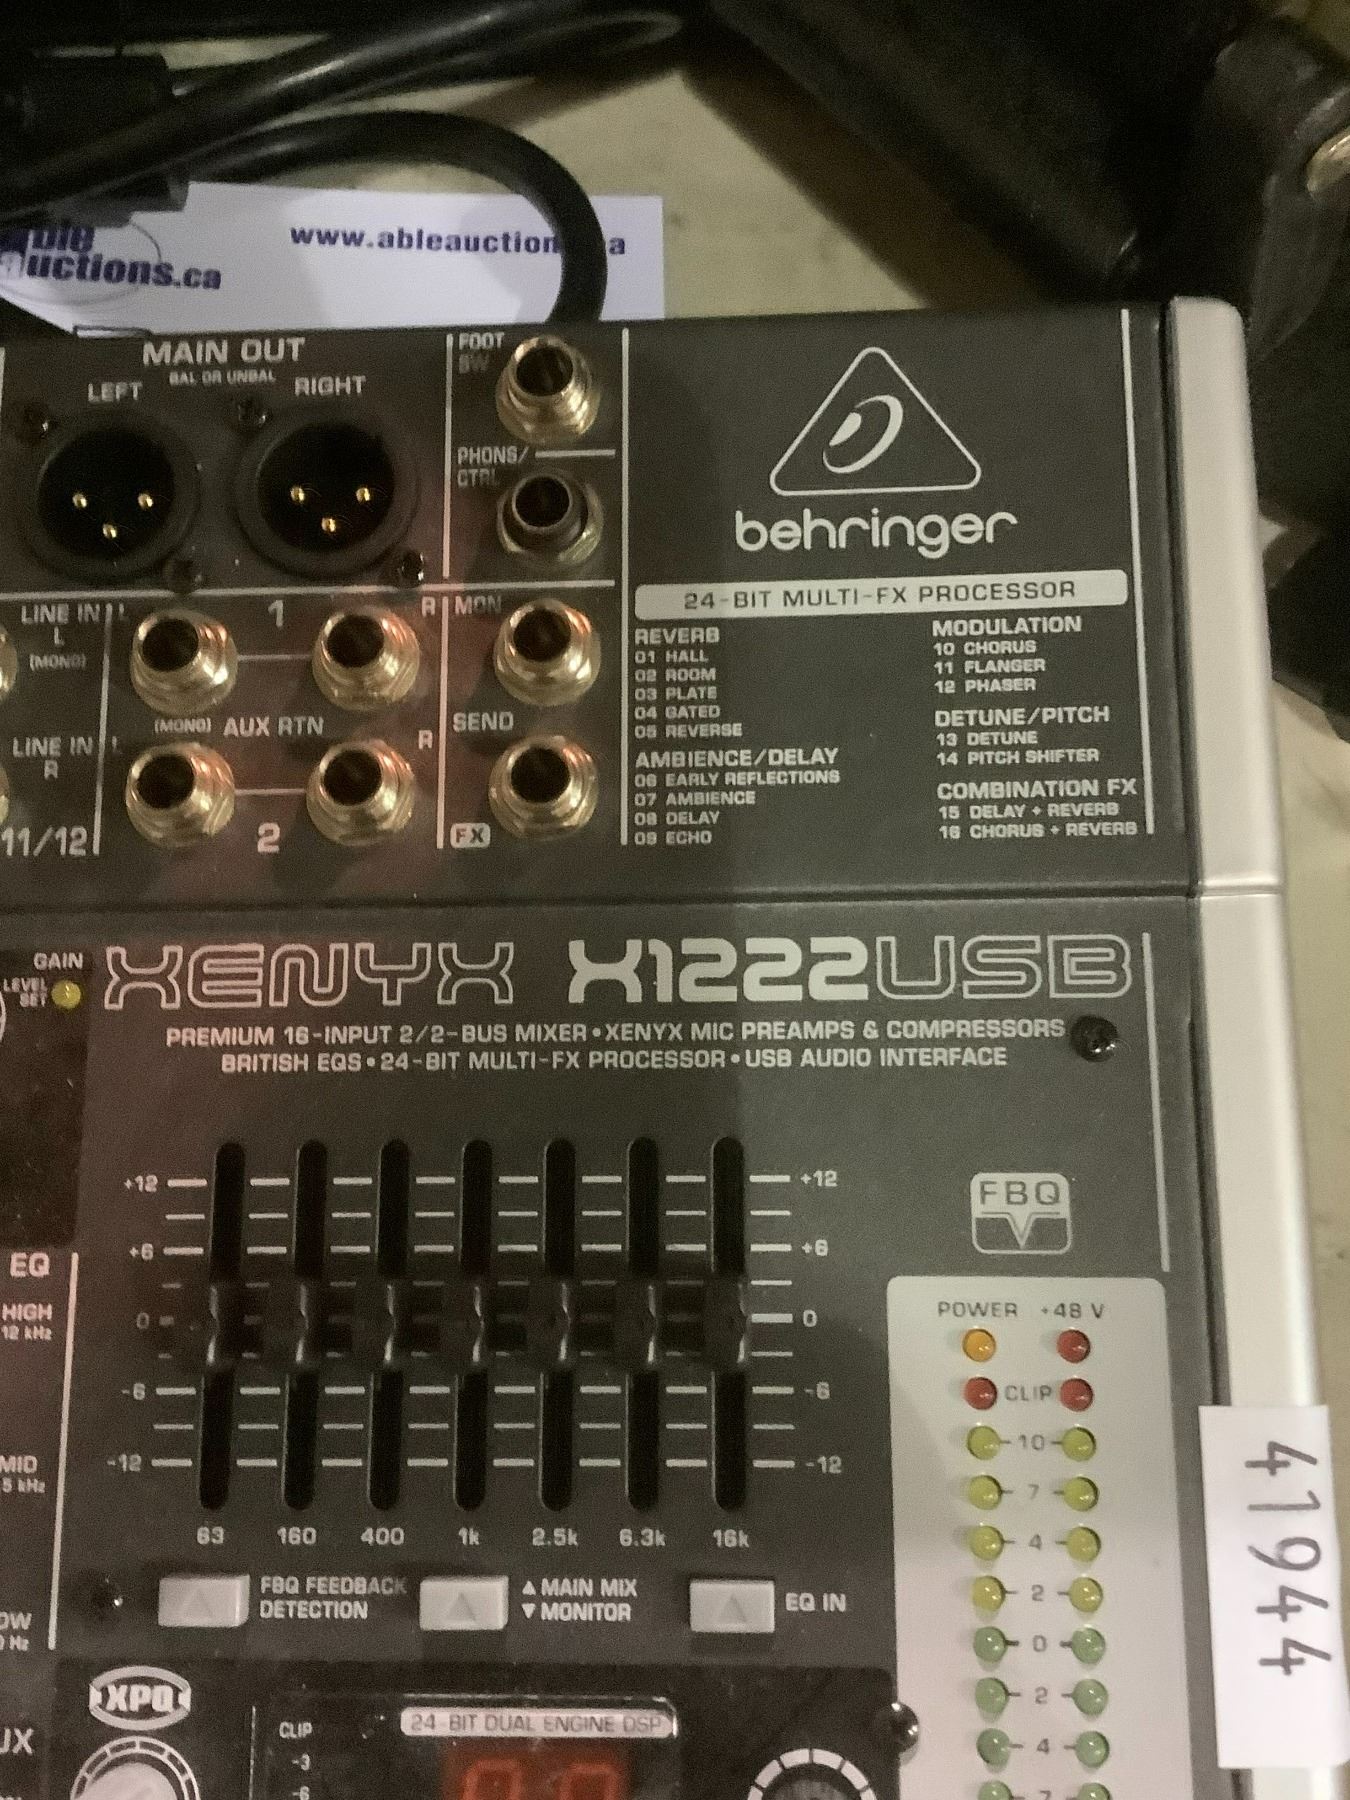 www.ableauction
a
uctions.ca
MAIN OUT
BAL OR UNBAL
LEFT
RIGHT
FOOT
SW
PHONS/
CTRL
behringer
24-BIT MULTI-FX PROCESSOR
REVERB
01 HALL
02 ROOM
03 PLATE
04 GATED
05 REVERSE
AMBIENCE/DELAY
06 EARLY REFLECTIONS
07 AMBIENCE
08 DELAY
09 ECHO
MODULATION
10 CHORUS
11 FLANGER
12 PHASER
DETUNE/PITCH
13 DETUNE
14 PITCH SHIFTER
COMBINATION FX
15 DELAY + REVERB
16 CHORUS + REVERB
LINE IN
L
(MONO)
L
1
R
MON
(MONO) AUX RTN
SEND
LINE IN
R
L
R
11/12
2
FX
GAIN
LEVEL
SET
XENYX X1222USB
PREMIUM 16-INPUT 2/2-BUS MIXER • XENYX MIC PREAMPS & COMPRESSORS
BRITISH EQS • 24-BIT MULTI-FX PROCESSOR • USB AUDIO INTERFACE
+12 +12
+6 +6
0 0
-6 -6
-12 -12
63 160 400 1k 2.5k 6.3k 16k
FBQ
EQ
HIGH
12 kHz
MID
5 kHz
OW
0 Hz
UX
FBQ FEEDBACK
DETECTION
▲ MAIN MIX
▼ MONITOR
EQ IN
POWER +48 V
CLIP
10
7
4
2
0
2
4
7
XPQ
CLIP
-3
-6
24-BIT DUAL ENGINE DSP
41944